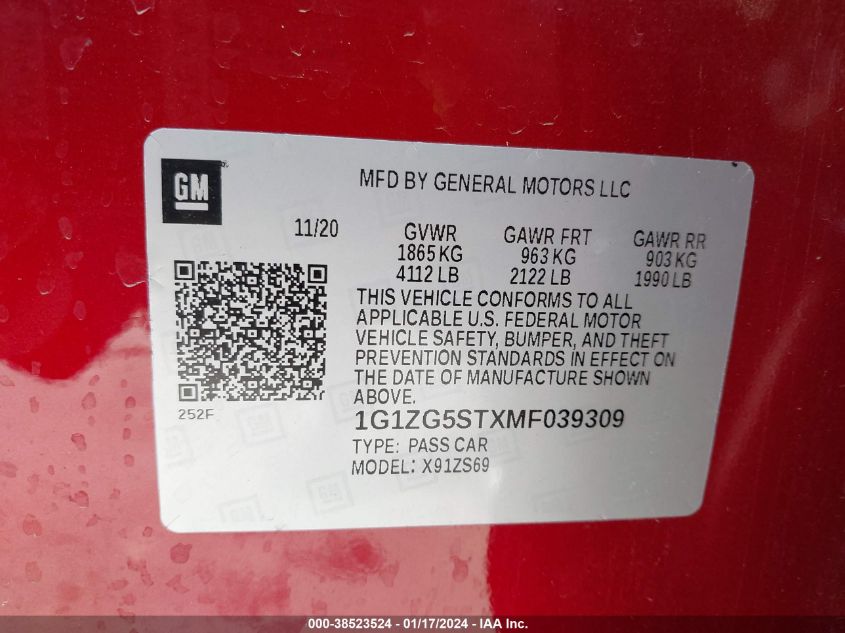 GM
MFD BY GENERAL MOTORS LLC
11/20
GVWR GAWR FRT GAWR RR
1865 KG 963 KG 903 KG
4112 LB 2122 LB 1990 LB
THIS VEHICLE CONFORMS TO ALL
APPLICABLE U.S. FEDERAL MOTOR
VEHICLE SAFETY, BUMPER, AND THEFT
PREVENTION STANDARDS IN EFFECT ON
THE DATE OF MANUFACTURE SHOWN
ABOVE.
252F
1G1ZG5STXMF039309
TYPE: PASS CAR
MODEL: X91ZS69
000-38523524 - 01/17/2024 - IAA Inc.